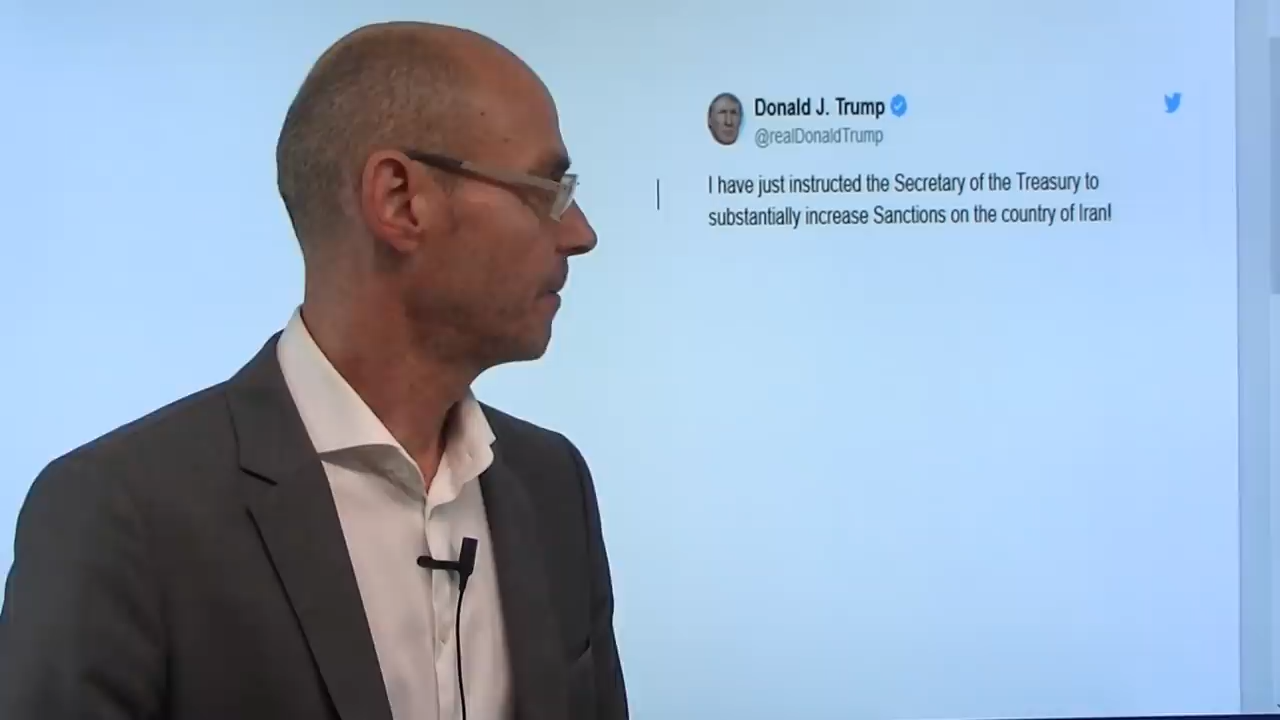 Donald J. Trump
@realDonaldTrump
I have just instructed the Secretary of the Treasury to
substantially increase Sanctions on the country of Iran!